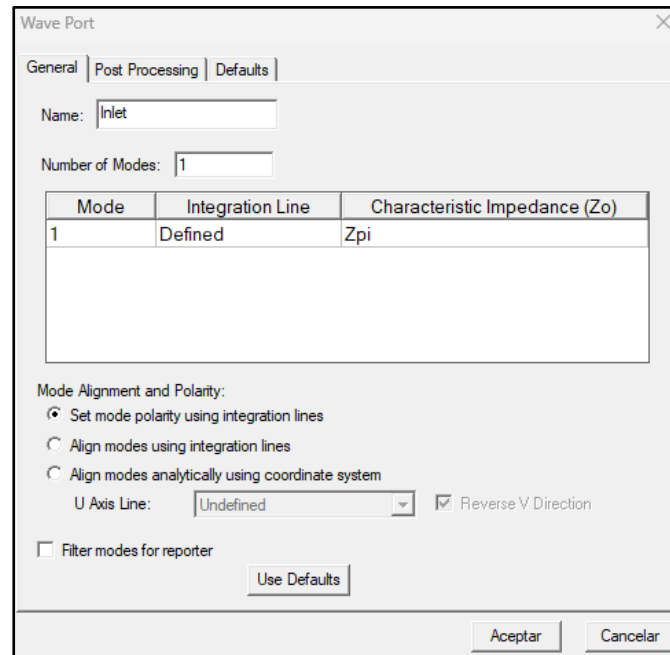 Wave Port
General Post Processing Defaults
Name: Inlet
Number of Modes: 1
Mode Integration Line Characteristic Impedance (Zo)
1 Defined Zpi
Mode Alignment and Polarity:
Set mode polarity using integration lines
Align modes using integration lines
Align modes analytically using coordinate system
U Axis Line: Undefined Reverse V Direction
Filter modes for reporter
Use Defaults
Aceptar Cancelar